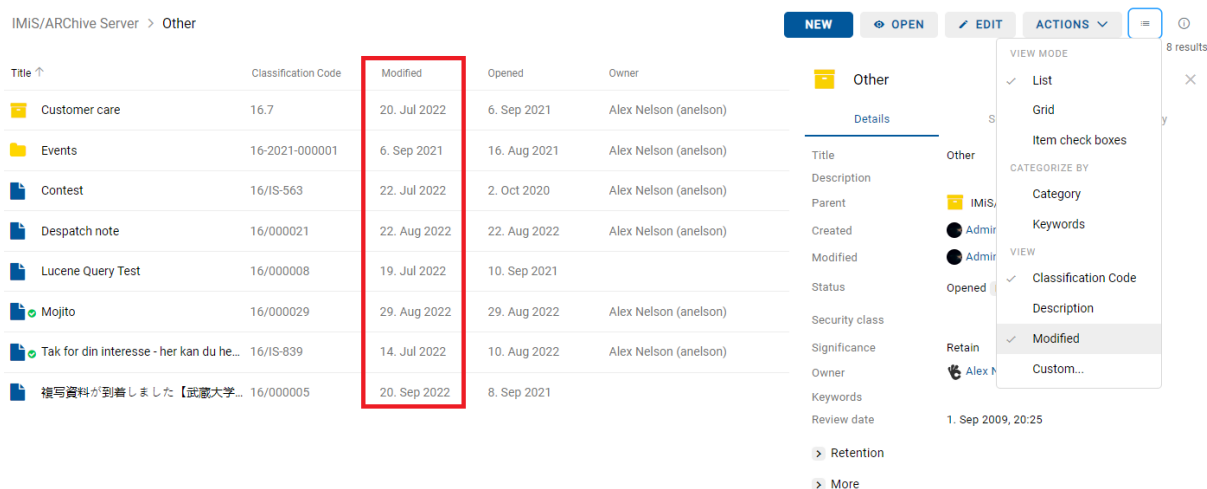 IMiS/ARChive Server > Other
NEW OPEN EDIT ACTIONS
8 results
Title ↑ Classification Code Modified Opened Owner
Customer care 16.7 20. Jul 2022 6. Sep 2021 Alex Nelson (anelson)
Events 16-2021-000001 6. Sep 2021 16. Aug 2021 Alex Nelson (anelson)
Contest 16/IS-563 22. Jul 2022 2. Oct 2020 Alex Nelson (anelson)
Despatch note 16/000021 22. Aug 2022 22. Aug 2022 Alex Nelson (anelson)
Lucene Query Test 16/000008 19. Jul 2022 10. Sep 2021
Mojito 16/000029 29. Aug 2022 29. Aug 2022 Alex Nelson (anelson)
Tak for din interesse - her kan du he... 16/IS-839 14. Jul 2022 10. Aug 2022 Alex Nelson (anelson)
複写資料が到着しました【武蔵大学... 16/000005 20. Sep 2022 8. Sep 2021
Other
Details S y
Title Other
Description
Parent IMiS/
Created Admin
Modified Admin
Status Opened
Security class
Significance Retain
Owner Alex N
Keywords
Review date 1. Sep 2009, 20:25
> Retention
> More
VIEW MODE
List
Grid
Item check boxes
CATEGORIZE BY
Category
Keywords
VIEW
Classification Code
Description
Modified
Custom...